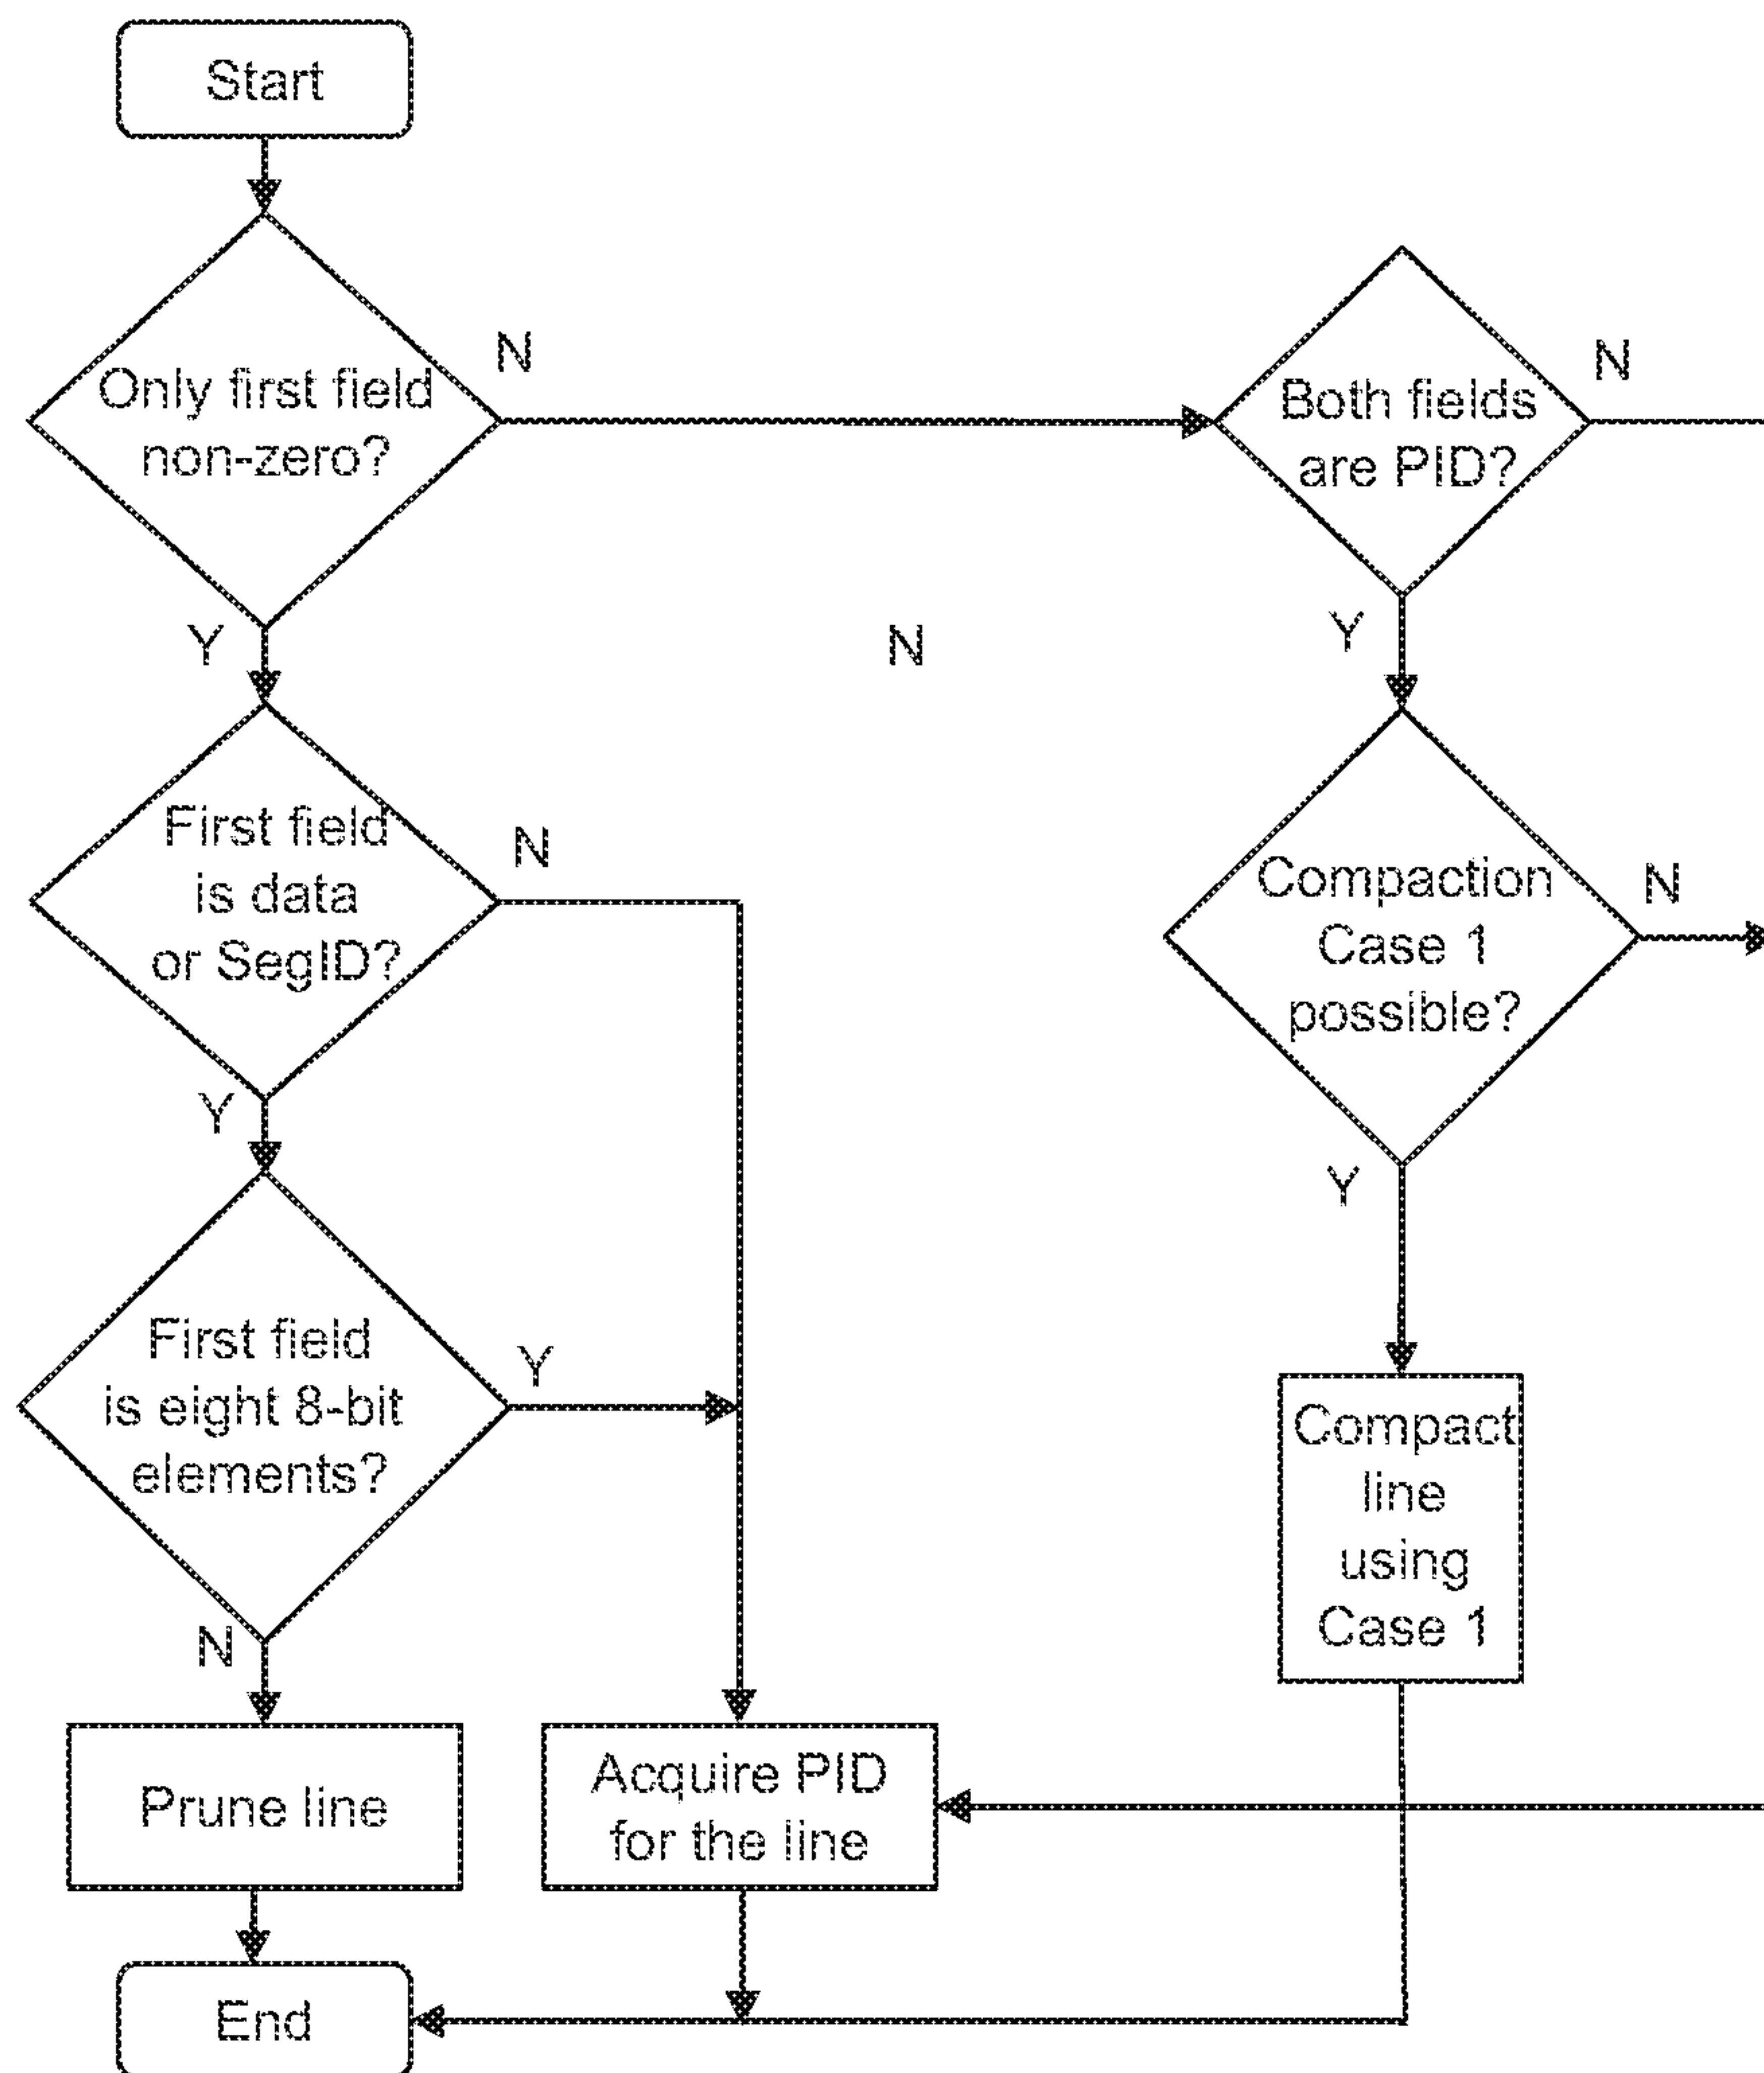 Start
Only first field
non-zero?
N
Both fields
are PID?
N
Y
N
Y
First field
is data
or SegID?
N
Compaction
Case 1
possible?
N
Y
Y
First field
is eight 8-bit
elements?
Y
Compact
line
using
Case 1
N
Prune line
Acquire PID
for the line
End